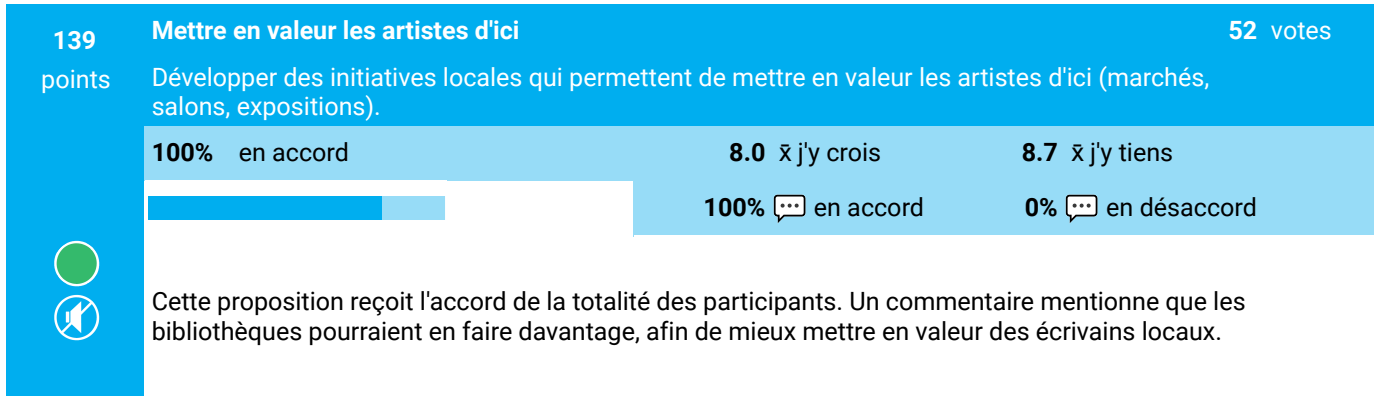 139
points
Mettre en valeur les artistes d'ici
52 votes
Développer des initiatives locales qui permettent de mettre en valeur les artistes d'ici (marchés,
salons, expositions).
100% en accord
8.0 x̄ j'y crois
8.7 x̄ j'y tiens
100% en accord
0% en désaccord
Cette proposition reçoit l'accord de la totalité des participants. Un commentaire mentionne que les
bibliothèques pourraient en faire davantage, afin de mieux mettre en valeur des écrivains locaux.